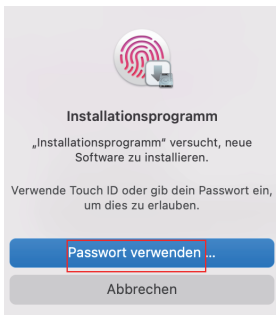 Installationsprogramm
„Installationsprogramm“ versucht, neue
Software zu installieren.
Verwende Touch ID oder gib dein Passwort ein,
um dies zu erlauben.
Passwort verwenden ...
Abbrechen